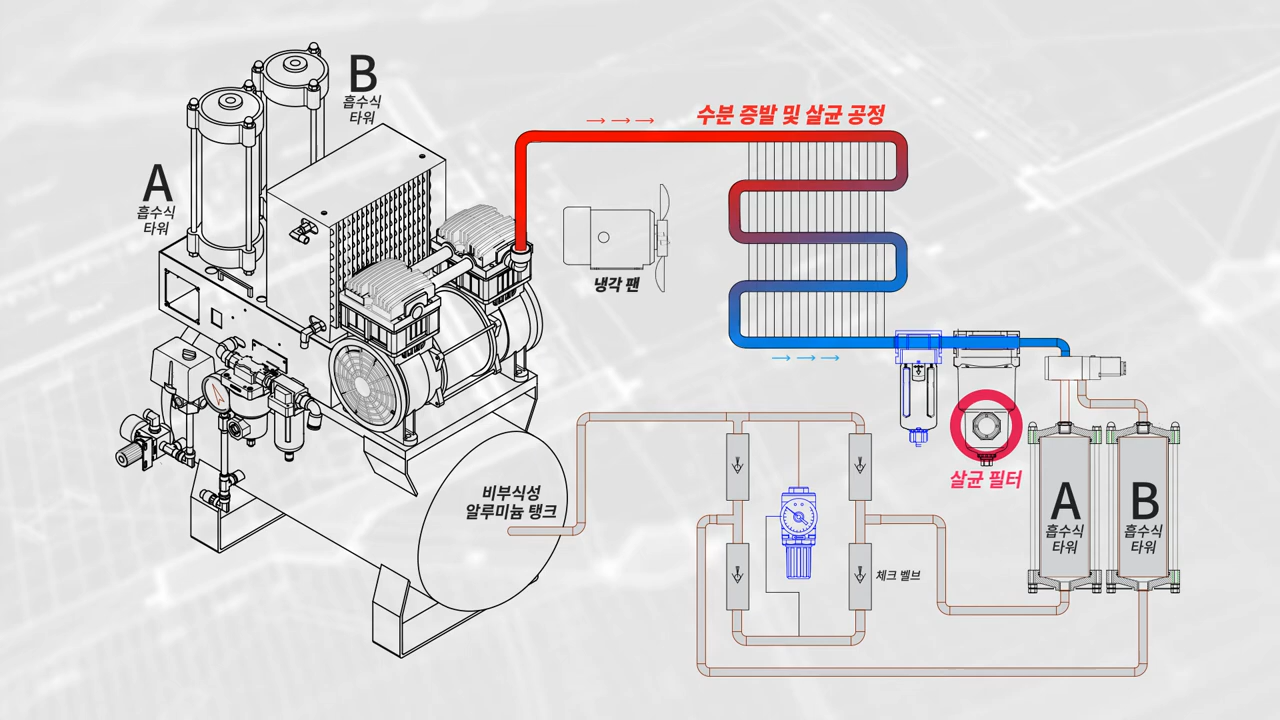 B
흡수식
타워
A
흡수식
타워
수분 증발 및 살균 공정
냉각 팬
살균 필터
비부식성
알루미늄 탱크
체크 벨브
A
흡수식
타워
B
흡수식
타워